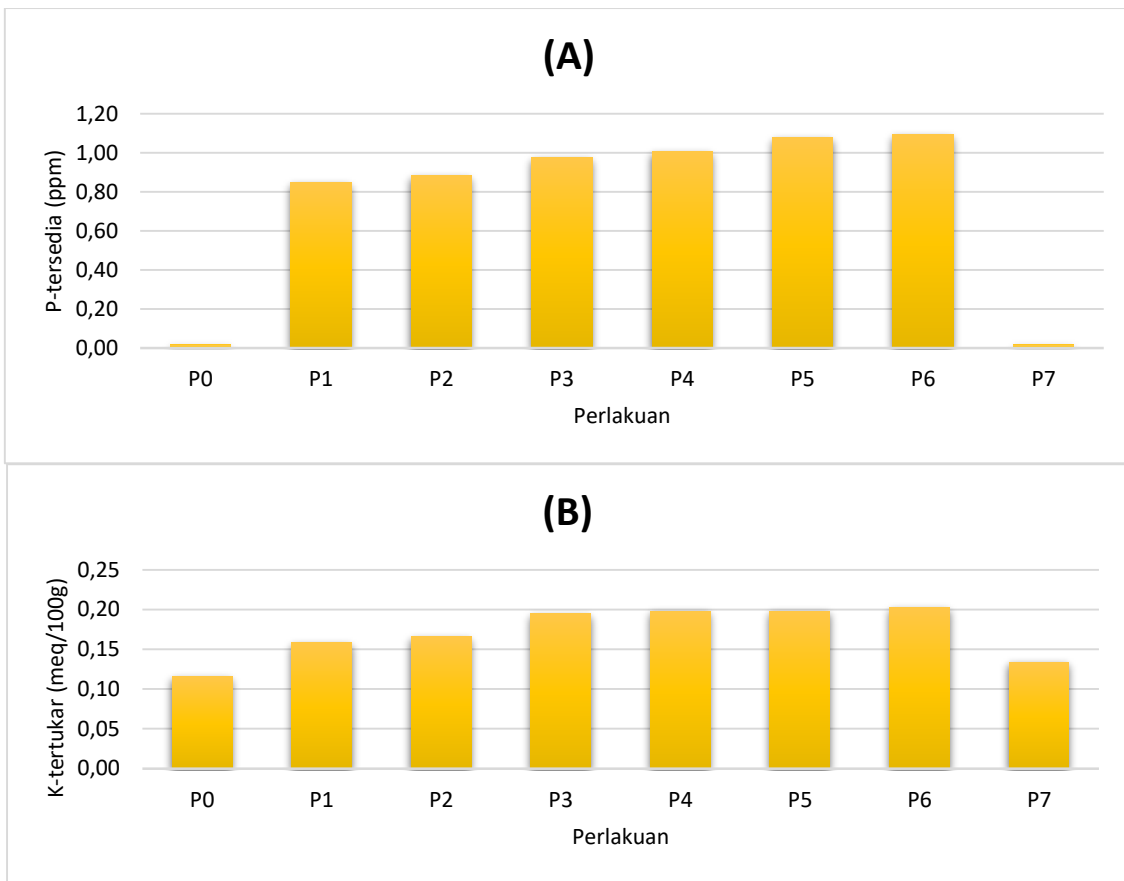 (A)
P-tersedia (ppm)
1,20
1,00
0,80
0,60
0,40
0,20
0,00
P0 P1 P2 P3 P4 P5 P6 P7
Perlakuan
(B)
K-tertukar (meq/100g)
0,25
0,20
0,15
0,10
0,05
0,00
P0 P1 P2 P3 P4 P5 P6 P7
Perlakuan